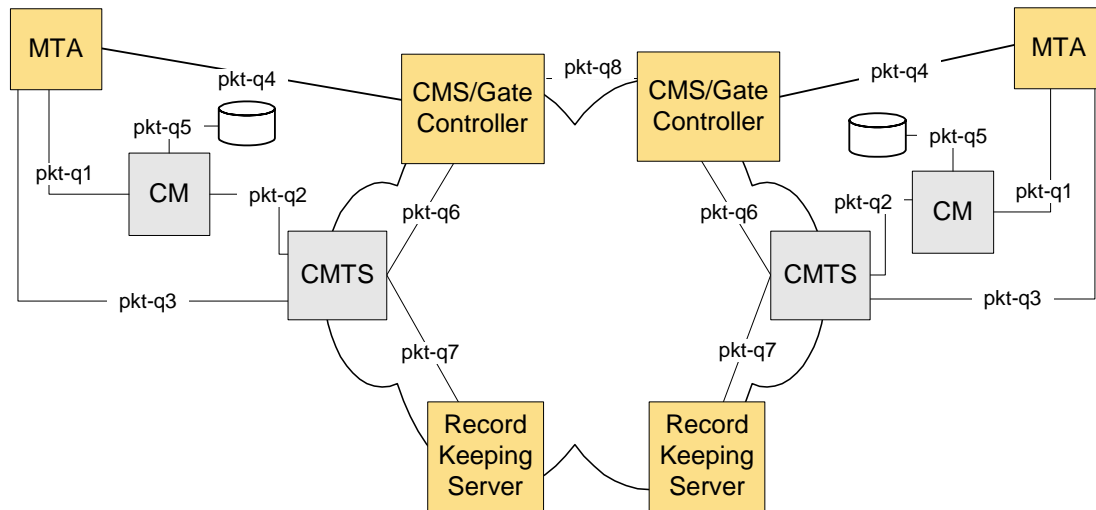 MTA
pkt-q4
CMS/Gate
Controller
pkt-q8
CMS/Gate
Controller
pkt-q4
MTA
pkt-q5
pkt-q1
CM
pkt-q2
pkt-q6
CMTS
pkt-q3
pkt-q7
Record
Keeping
Server
pkt-q5
pkt-q1
CM
pkt-q2
pkt-q6
CMTS
pkt-q3
pkt-q7
Record
Keeping
Server